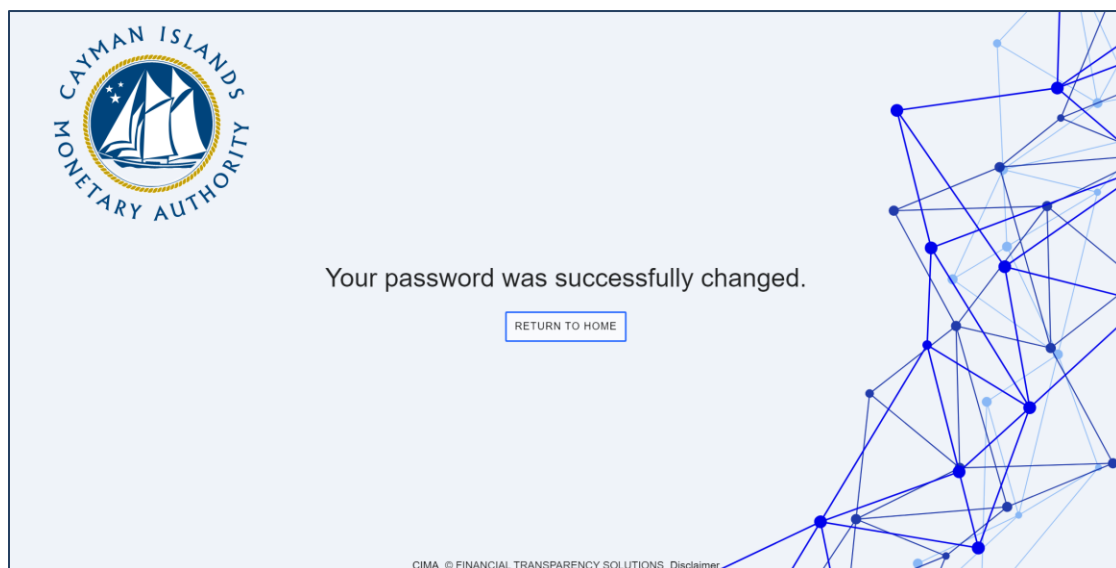 CAYMAN ISLANDS
MONETARY AUTHORITY
Your password was successfully changed.
RETURN TO HOME
CIMA © FINANCIAL TRANSPARENCY SOLUTIONS Disclaimer